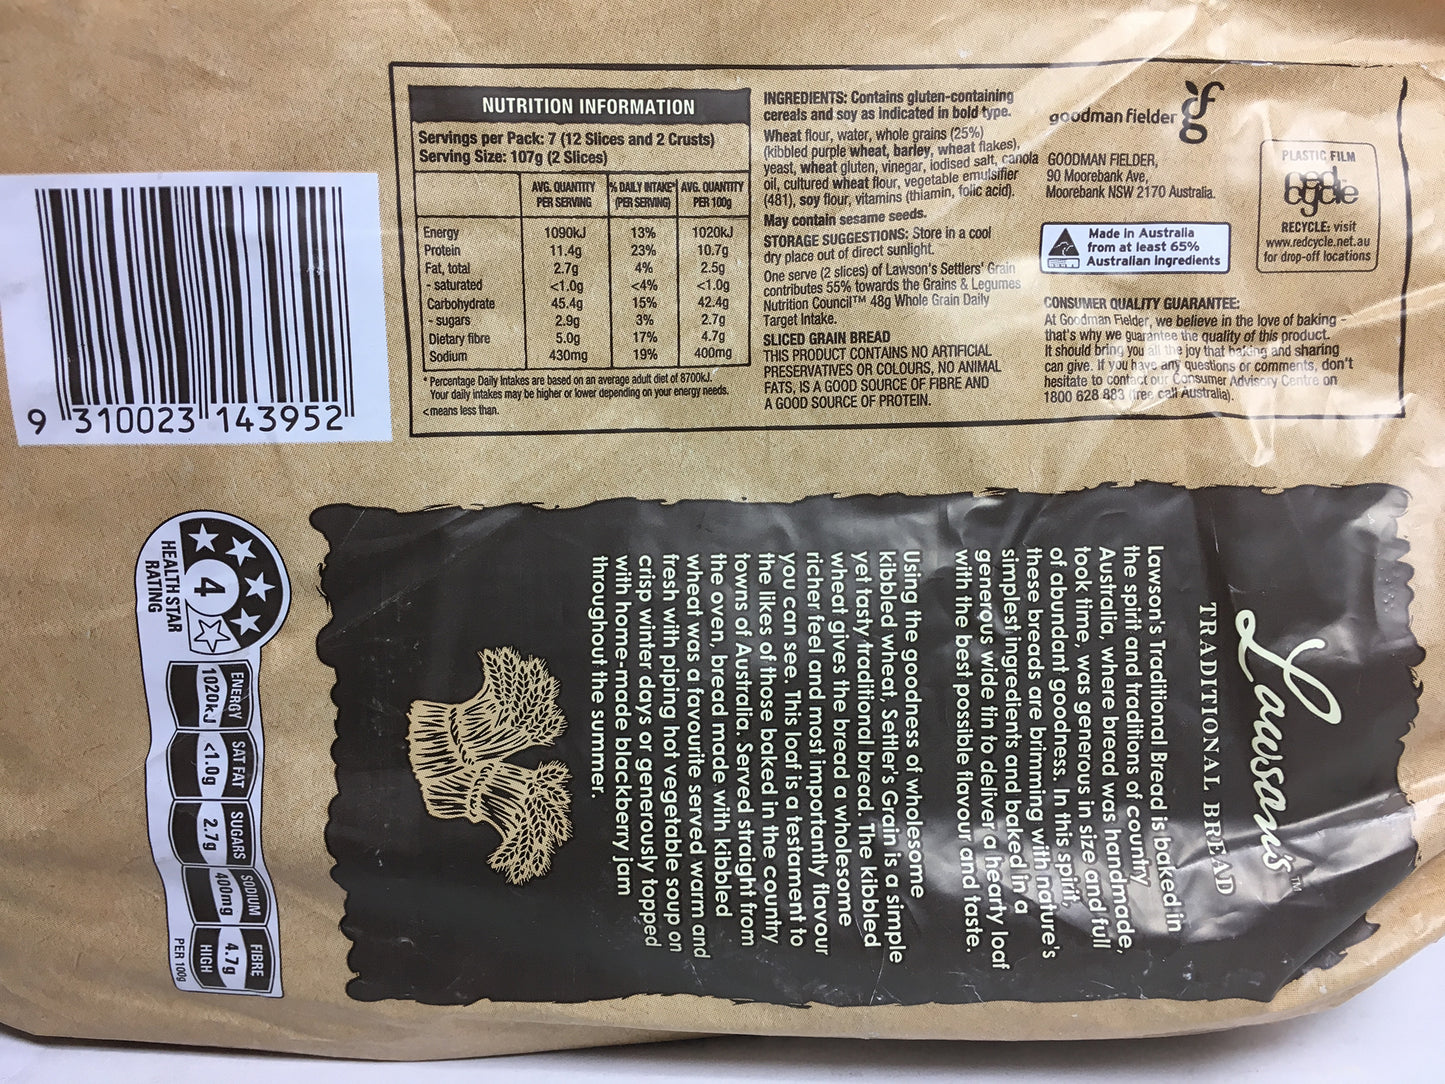 NUTRITION INFORMATION
Servings per Pack: 7 (12 Slices and 2 Crusts)
Serving Size: 107g (2 Slices)
AVG. QUANTITY PER SERVING % DAILY INTAKE* (PER SERVING) AVG. QUANTITY PER 100g
Energy 1090kJ 13% 1020kJ
Protein 11.4g 23% 10.7g
Fat, total 2.7g 4% 2.5g
- saturated <1.0g <4% <1.0g
Carbohydrate 45.4g 15% 42.4g
- sugars 2.9g 3% 2.7g
Dietary fibre 5.0g 17% 4.7g
Sodium 430mg 19% 400mg
* Percentage Daily Intakes are based on an average adult diet of 8700kJ.
Your daily intakes may be higher or lower depending on your energy needs.
< means less than.
INGREDIENTS: Contains gluten-containing
cereals and soy as indicated in bold type.
Wheat flour, water, whole grains (25%)
(kibbled purple wheat, barley, wheat flakes),
yeast, wheat gluten, vinegar, iodised salt, canola
oil, cultured wheat flour, vegetable emulsifier
(481), soy flour, vitamins (thiamin, folic acid).
May contain sesame seeds.
STORAGE SUGGESTIONS: Store in a cool
dry place out of direct sunlight.
One serve (2 slices) of Lawson's Settlers' Grain
contributes 55% towards the Grains & Legumes
Nutrition Council™ 48g Whole Grain Daily
Target Intake.
SLICED GRAIN BREAD
THIS PRODUCT CONTAINS NO ARTIFICIAL
PRESERVATIVES OR COLOURS, NO ANIMAL
FATS, IS A GOOD SOURCE OF FIBRE AND
A GOOD SOURCE OF PROTEIN.
goodman fielder gf
GOODMAN FIELDER,
90 Moorebank Ave,
Moorebank NSW 2170 Australia.
Made in Australia
from at least 65%
Australian ingredients
PLASTIC FILM
red
cycle
RECYCLE: visit
www.redcycle.net.au
for drop-off locations
CONSUMER QUALITY GUARANTEE:
At Goodman Fielder, we believe in the love of baking -
that's why we guarantee the quality of this product.
It should bring you all the joy that baking and sharing
can give. If you have any questions or comments, don't
hesitate to contact our Consumer Advisory Centre on
1800 628 883 (free call Australia).
9 310023 143952
Lawson's™
TRADITIONAL BREAD
Lawson's Traditional Bread is baked in
the spirit and traditions of country
Australia, where bread was handmade,
took time, was generous in size and full
of abundant goodness. In this spirit,
these breads are brimming with nature's
simplest ingredients and baked in a
generous wide tin to deliver a hearty loaf
with the best possible flavour and taste.
Using the goodness of wholesome
kibbled wheat, Settler's Grain is a simple
yet tasty traditional bread. The kibbled
wheat gives the bread a wholesome
richer feel and most importantly flavour
you can see. This loaf is a testament to
the likes of those baked in the country
towns of Australia. Served straight from
the oven, bread made with kibbled
wheat was a favourite served warm and
fresh with piping hot vegetable soup on
crisp winter days or generously topped
with home-made blackberry jam
throughout the summer.
4
HEALTH STAR
RATING
ENERGY
1020kJ
SAT FAT
<1.0g
SUGARS
2.7g
SODIUM
400mg
FIBRE
4.7g
HIGH
PER 100g